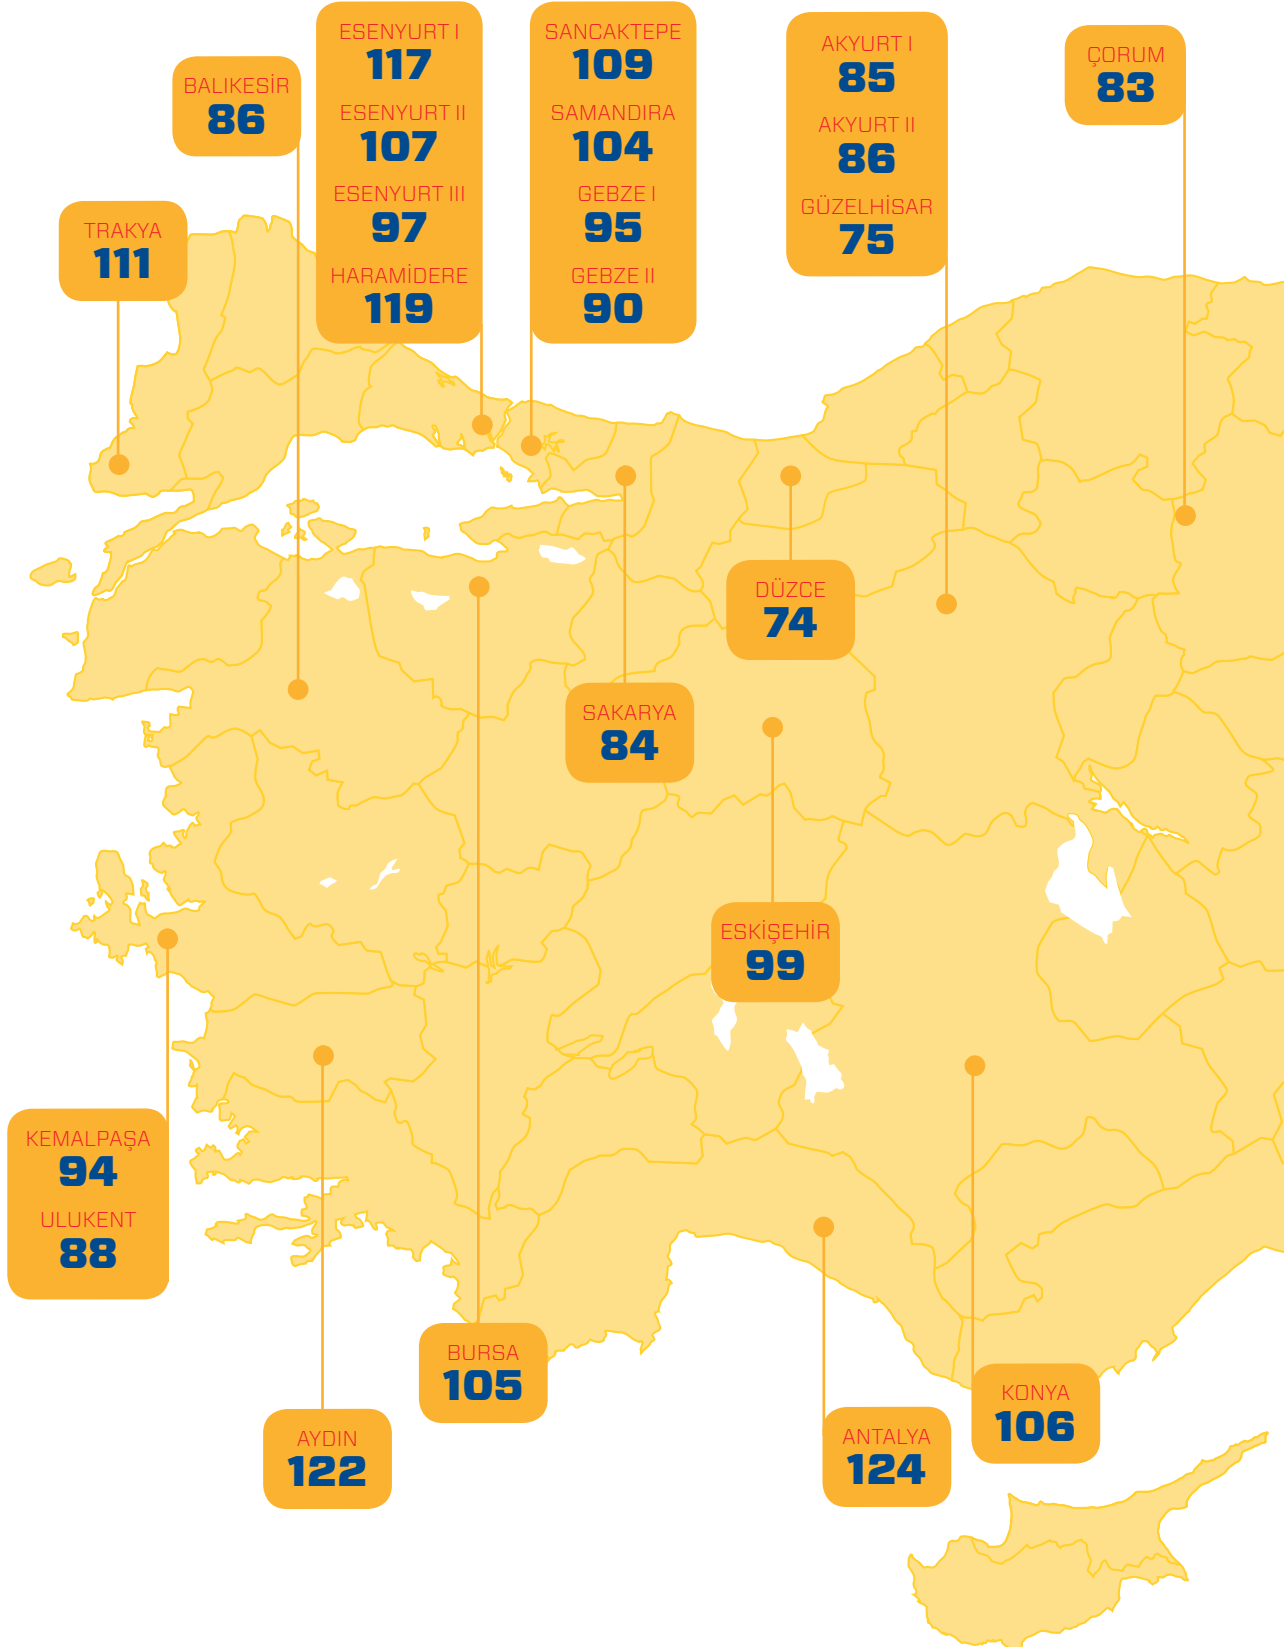 ESENYURT I
117
ESENYURT II
107
ESENYURT III
97
HARAMİDERE
119
SANCAKTEPE
109
SAMANDIRA
104
GEBZE I
95
GEBZE II
90
AKYURT I
85
AKYURT II
86
GÜZELHİSAR
75
ÇORUM
83
BALIKESİR
86
TRAKYA
111
DÜZCE
74
SAKARYA
84
ESKİŞEHİR
99
KEMALPAŞA
94
ULUKENT
88
BURSA
105
KONYA
106
AYDIN
122
ANTALYA
124